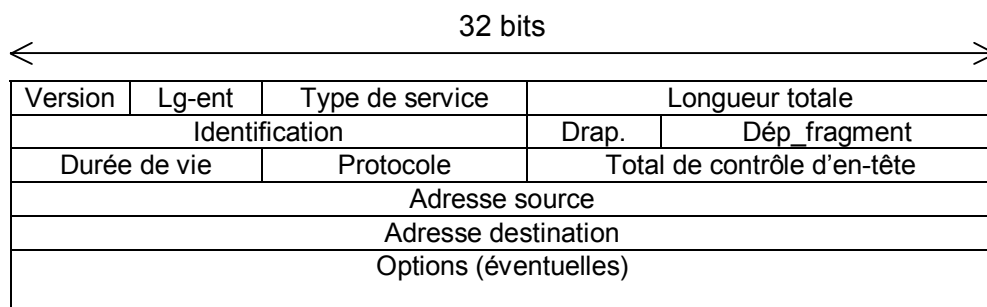 32 bits
Version Lg-ent Type de service Longueur totale
Identification Drap. Dép_fragment
Durée de vie Protocole Total de contrôle d'en-tête
Adresse source
Adresse destination
Options (éventuelles)